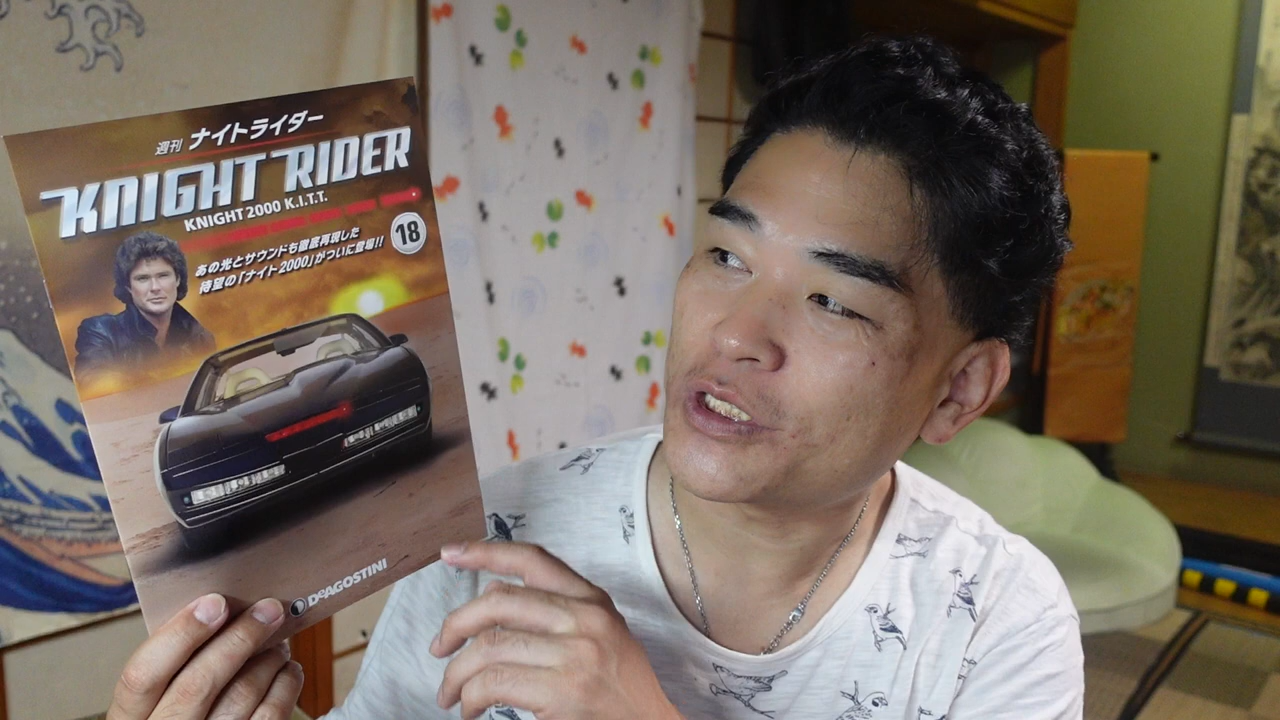 週刊 ナイトライダー
KNIGHT RIDER
KNIGHT 2000 K.I.T.T.
18
あの光とサウンドも徹底再現した
待望の「ナイト2000」がついに登場!!
DeAGOSTINI